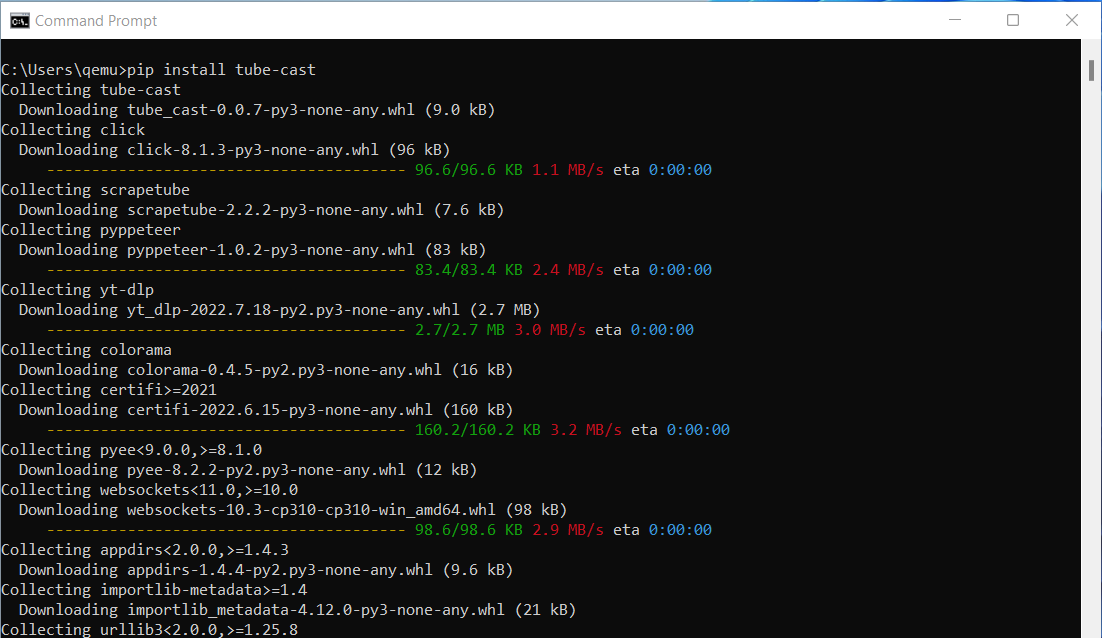 Command Prompt
C:\Users\qemu>pip install tube-cast
Collecting tube-cast
  Downloading tube_cast-0.0.7-py3-none-any.whl (9.0 kB)
Collecting click
  Downloading click-8.1.3-py3-none-any.whl (96 kB)
     ---------------------------------------- 96.6/96.6 KB 1.1 MB/s eta 0:00:00
Collecting scrapetube
  Downloading scrapetube-2.2.2-py3-none-any.whl (7.6 kB)
Collecting pyppeteer
  Downloading pyppeteer-1.0.2-py3-none-any.whl (83 kB)
     ---------------------------------------- 83.4/83.4 KB 2.4 MB/s eta 0:00:00
Collecting yt-dlp
  Downloading yt_dlp-2022.7.18-py2.py3-none-any.whl (2.7 MB)
     ---------------------------------------- 2.7/2.7 MB 3.0 MB/s eta 0:00:00
Collecting colorama
  Downloading colorama-0.4.5-py2.py3-none-any.whl (16 kB)
Collecting certifi>=2021
  Downloading certifi-2022.6.15-py3-none-any.whl (160 kB)
     ---------------------------------------- 160.2/160.2 KB 3.2 MB/s eta 0:00:00
Collecting pyee<9.0.0,>=8.1.0
  Downloading pyee-8.2.2-py2.py3-none-any.whl (12 kB)
Collecting websockets<11.0,>=10.0
  Downloading websockets-10.3-cp310-cp310-win_amd64.whl (98 kB)
     ---------------------------------------- 98.6/98.6 KB 2.9 MB/s eta 0:00:00
Collecting appdirs<2.0.0,>=1.4.3
  Downloading appdirs-1.4.4-py2.py3-none-any.whl (9.6 kB)
Collecting importlib-metadata>=1.4
  Downloading importlib_metadata-4.12.0-py3-none-any.whl (21 kB)
Collecting urllib3<2.0.0,>=1.25.8